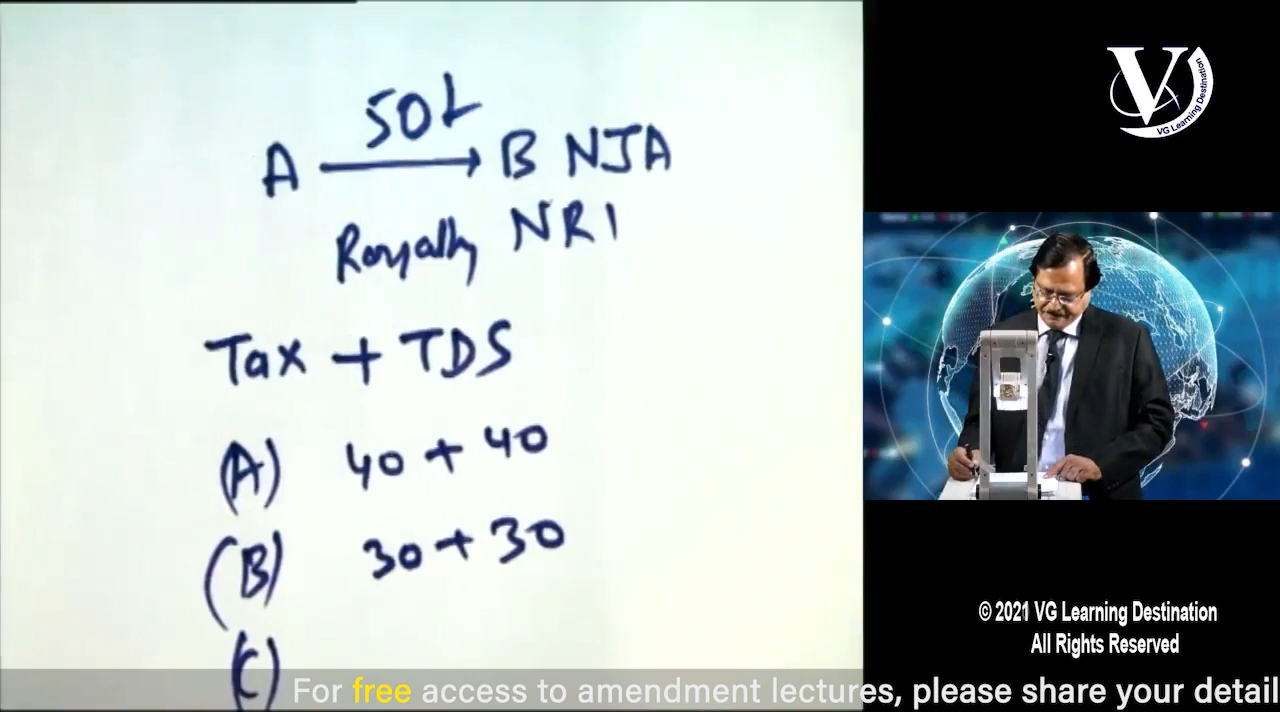 50L
A → B NJA
Royalty NRI
Tax + TDS
(A) 40 + 40
(B) 30 + 30
(C)
V
VG Learning Destination
© 2021 VG Learning Destination
All Rights Reserved
For free access to amendment lectures, please share your detail